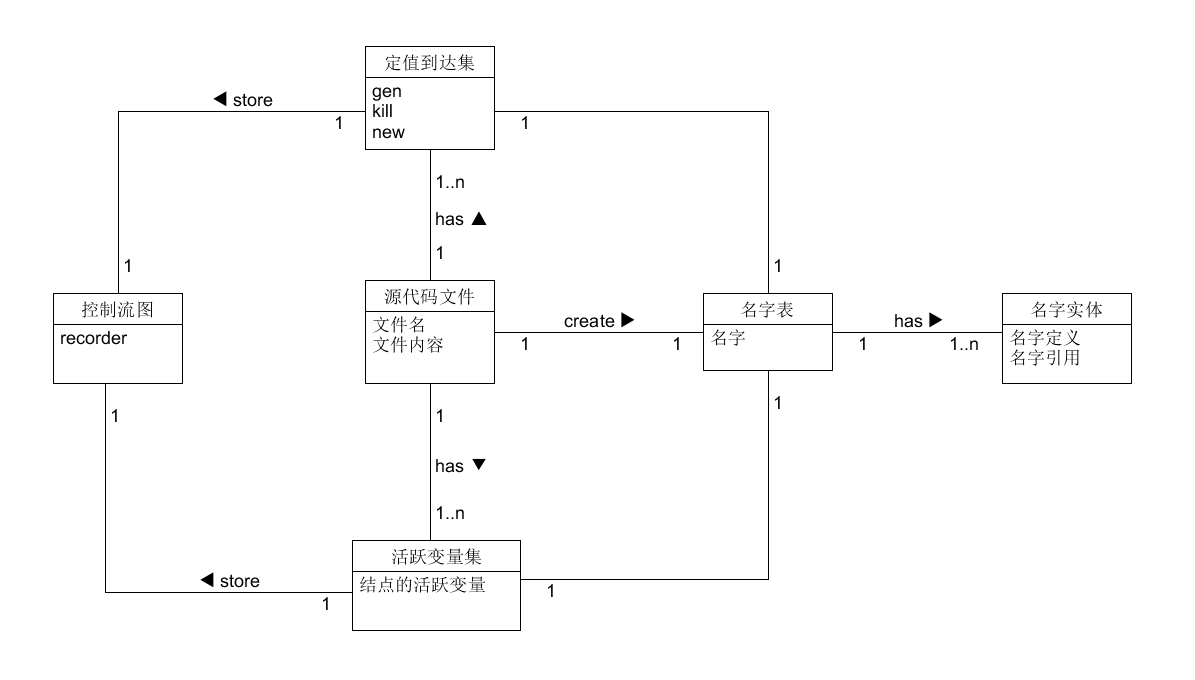 定值到达集
gen
kill
new
◀ store
1
1
1..n
has ▲
1
1
1
控制流图
recorder
源代码文件
文件名
文件内容
create ▶
1
1
名字表
名字
has ▶
1
1..n
名字实体
名字定义
名字引用
1
1
1
has ▼
1..n
活跃变量集
结点的活跃变量
◀ store
1
1